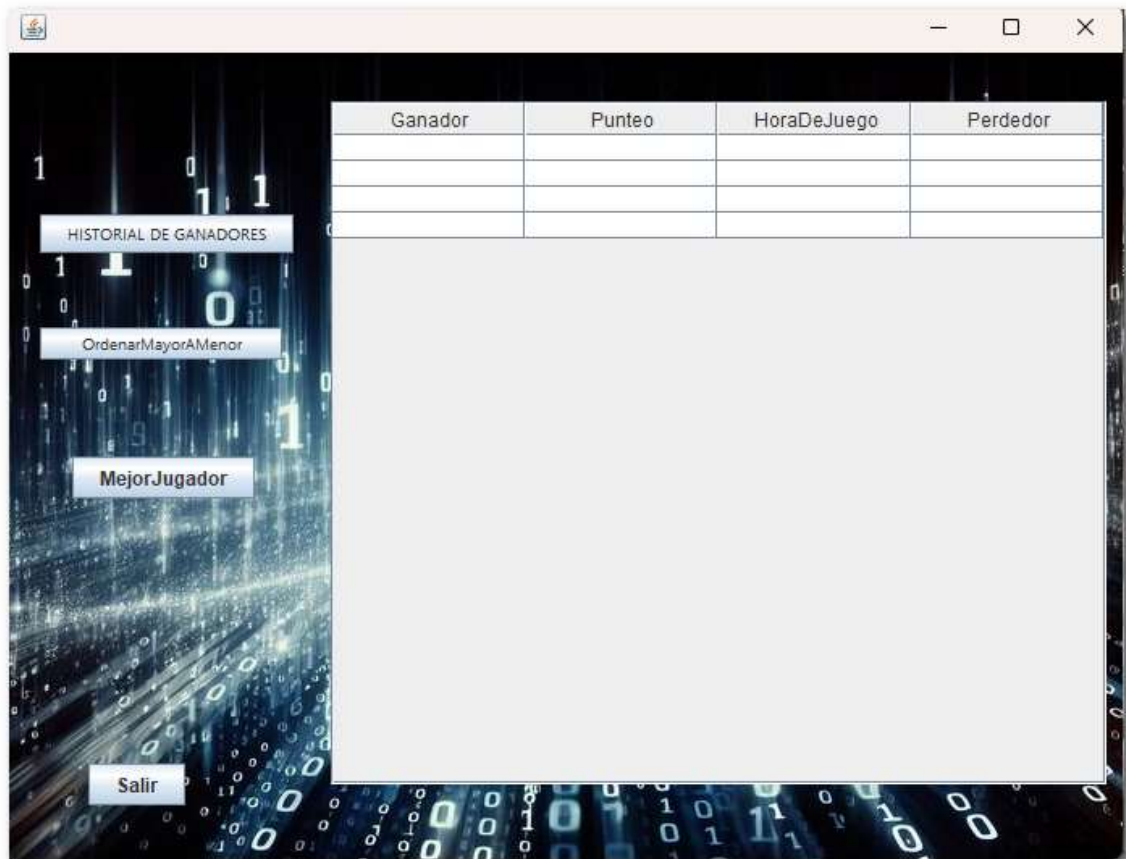 Ganador Punteo HoraDeJuego Perdedor
HISTORIAL DE GANADORES
OrdenarMayorAMenor
MejorJugador
Salir